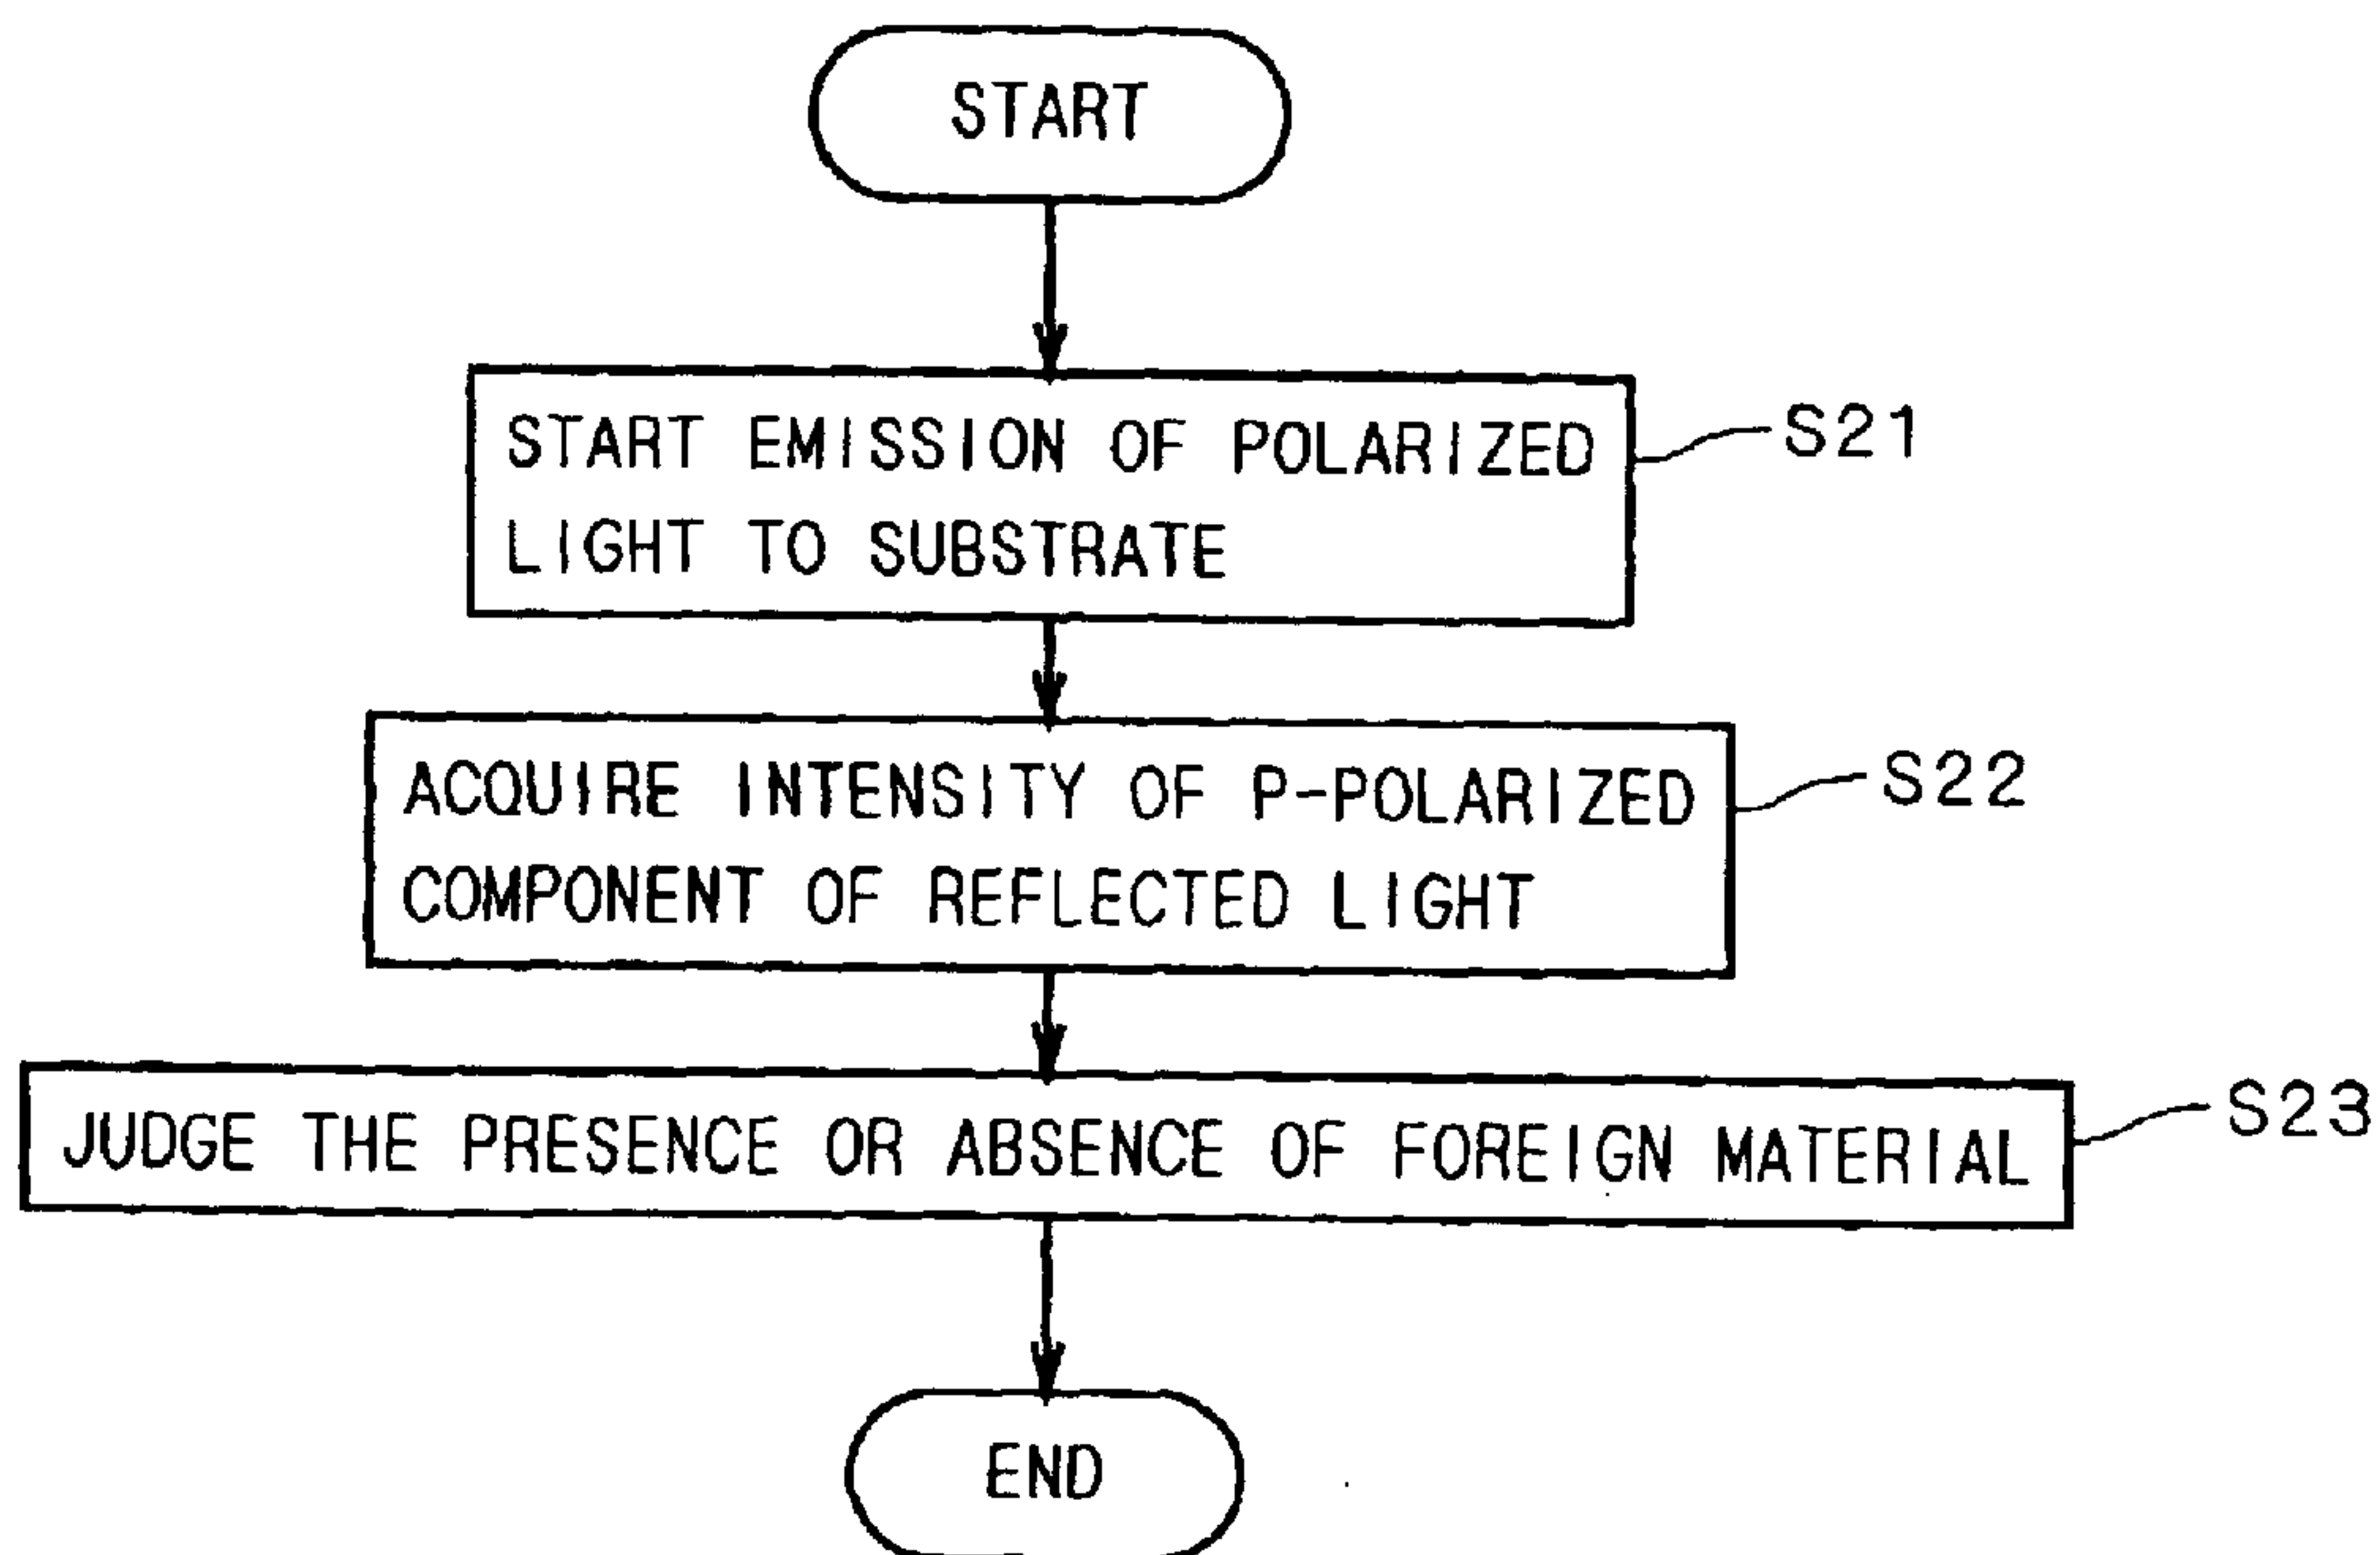 START
START EMISSION OF POLARIZED
LIGHT TO SUBSTRATE
S21
ACQUIRE INTENSITY OF P-POLARIZED
COMPONENT OF REFLECTED LIGHT
S22
JUDGE THE PRESENCE OR ABSENCE OF FOREIGN MATERIAL
S23
END